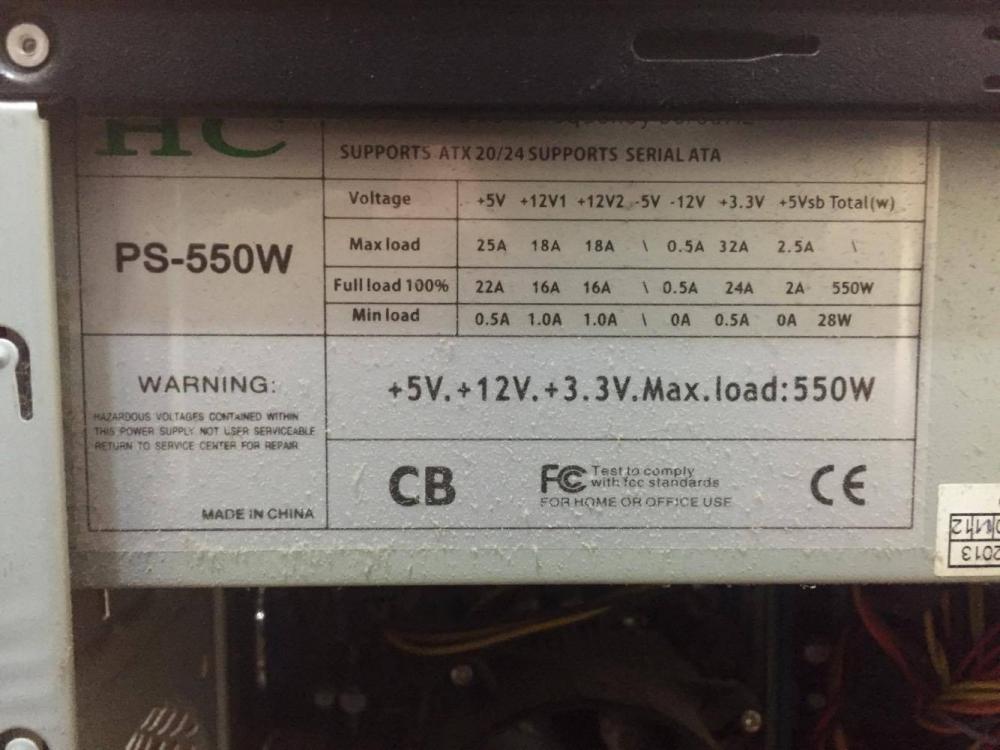 HC
SUPPORTS ATX 20/24 SUPPORTS SERIAL ATA
PS-550W
Voltage +5V +12V1 +12V2 -5V -12V +3.3V +5Vsb Total(w)
Max load 25A 18A 18A \ 0.5A 32A 2.5A \
Full load 100% 22A 16A 16A \ 0.5A 24A 2A 550W
Min load 0.5A 1.0A 1.0A \ 0A 0.5A 0A 28W
WARNING:
HAZARDOUS VOLTAGES CONTAINED WITHIN
THIS POWER SUPPLY NOT USER SERVICEABLE
RETURN TO SERVICE CENTER FOR REPAIR
MADE IN CHINA
+5V.+12V.+3.3V.Max.load:550W
CB
FC Test to comply
with fcc standards
FOR HOME OR OFFICE USE
CE
2013